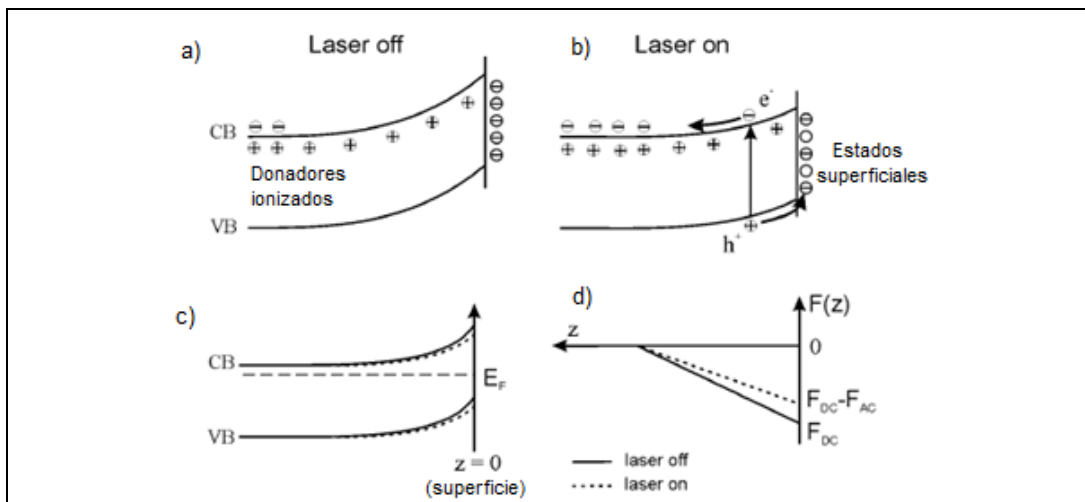 a)
Laser off
CB
Donadores
ionizados
VB
b)
Laser on
e-
Estados
superficiales
h+
c)
CB
E_F
VB
z = 0
(superficie)
d)
F(z)
z
0
F_DC-F_AC
F_DC
laser off
laser on